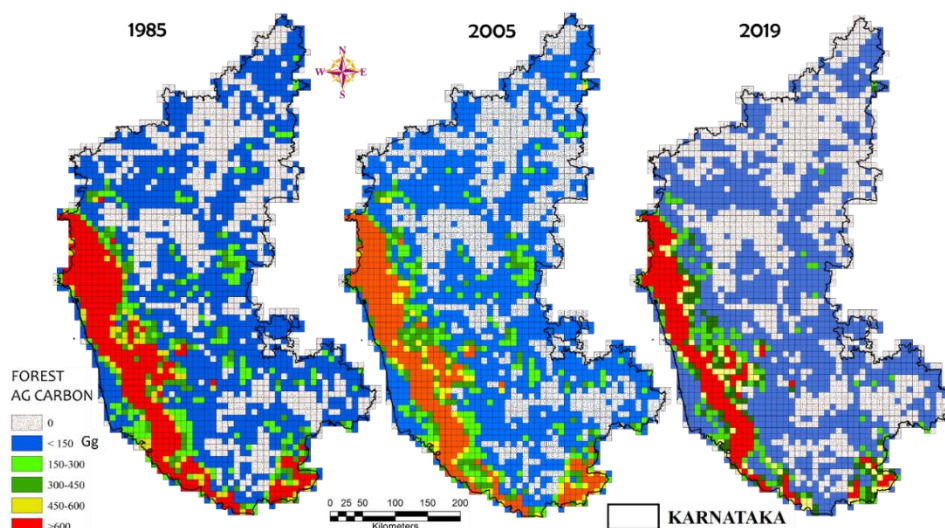 1985
2005
2019
N
W E
S
FOREST
AG CARBON
0
< 150 Gg
150-300
300-450
450-600
>600
0 25 50 100 150 200
Kilometers
KARNATAKA